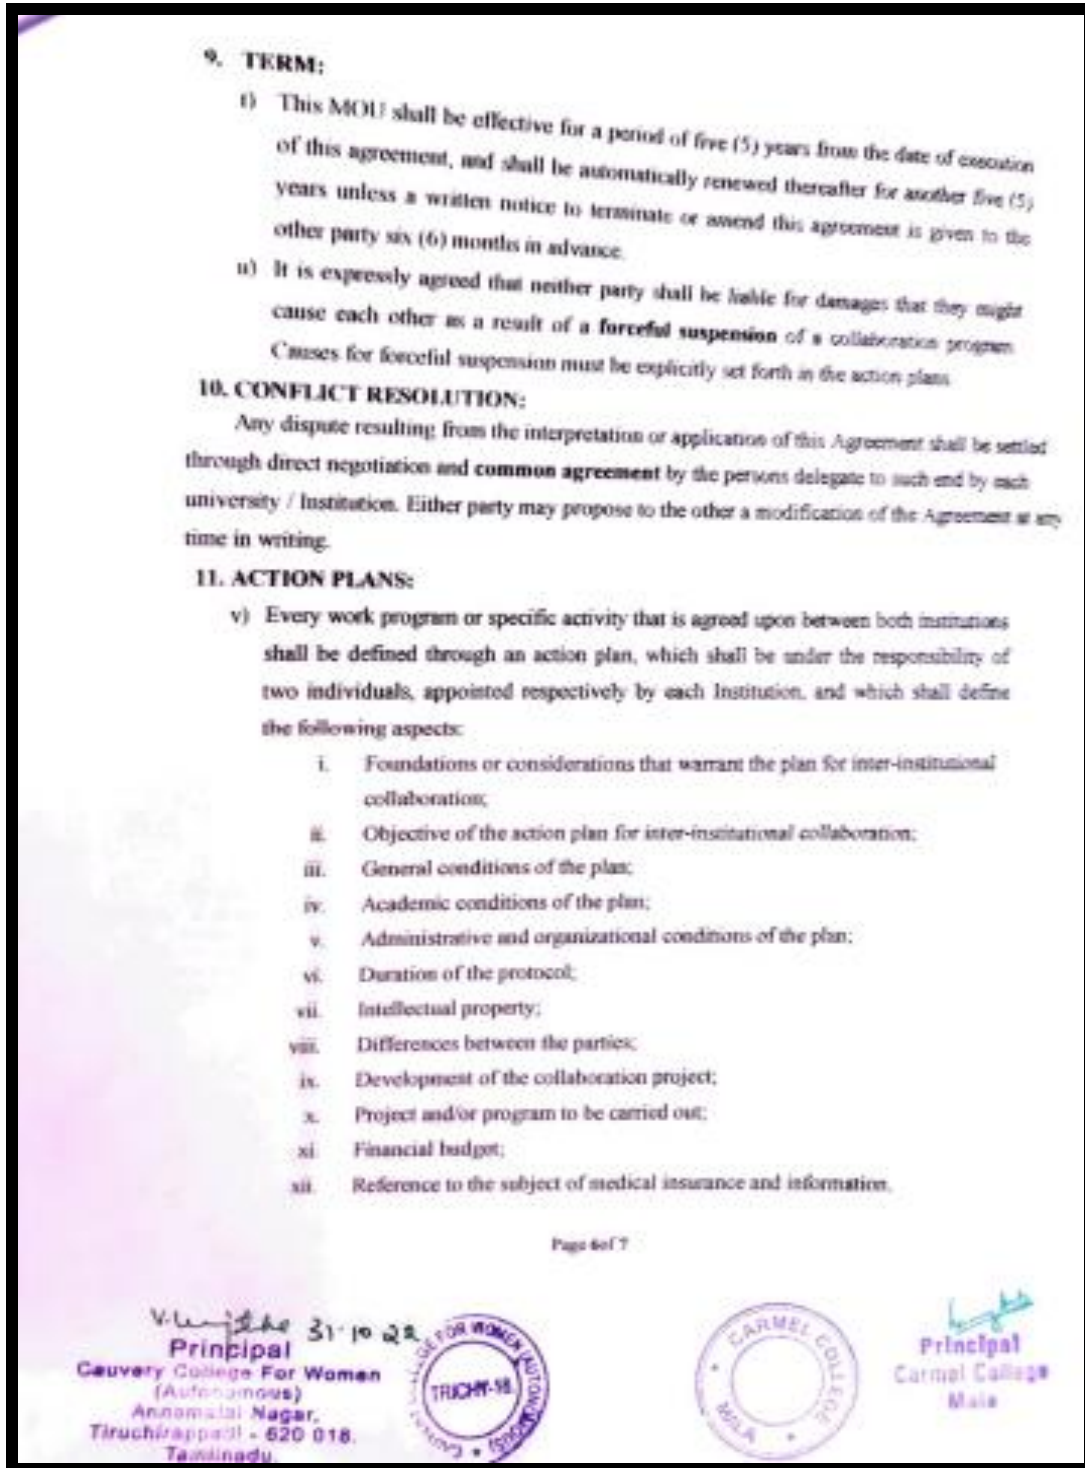 9. TERM:
t) This MOU shall be effective for a period of five (5) years from the date of execution
of this agreement, and shall be automatically renewed thereafter for another five (5)
years unless a written notice to terminate or amend this agreement is given to the
other party six (6) months in advance.
u) It is expressly agreed that neither party shall be liable for damages that they might
cause each other as a result of a forceful suspension of a collaboration program.
Causes for forceful suspension must be explicitly set forth in the action plans.
10. CONFLICT RESOLUTION:
Any dispute resulting from the interpretation or application of this Agreement shall be settled
through direct negotiation and common agreement by the persons delegate to such end by each
university / Institution. Either party may propose to the other a modification of the Agreement at any
time in writing.
11. ACTION PLANS:
v) Every work program or specific activity that is agreed upon between both institutions
shall be defined through an action plan, which shall be under the responsibility of
two individuals, appointed respectively by each Institution, and which shall define
the following aspects:
i. Foundations or considerations that warrant the plan for inter-institutional
collaboration;
ii. Objective of the action plan for inter-institutional collaboration;
iii. General conditions of the plan;
iv. Academic conditions of the plan;
v. Administrative and organizational conditions of the plan;
vi. Duration of the protocol;
vii. Intellectual property;
viii. Differences between the parties;
ix. Development of the collaboration project;
x. Project and/or program to be carried out;
xi. Financial budget;
xii. Reference to the subject of medical insurance and information.
Page 6of 7
31-10-22
Principal
Cauvery College For Women
(Autonomous)
Annamalai Nagar,
Tiruchirappalli - 620 018.
Tamilnadu.
COLLEGE FOR WOMEN (AUTONOMOUS)
TRICHY-18.
CARMEL COLLEGE
MALA
Principal
Carmel College
Mala